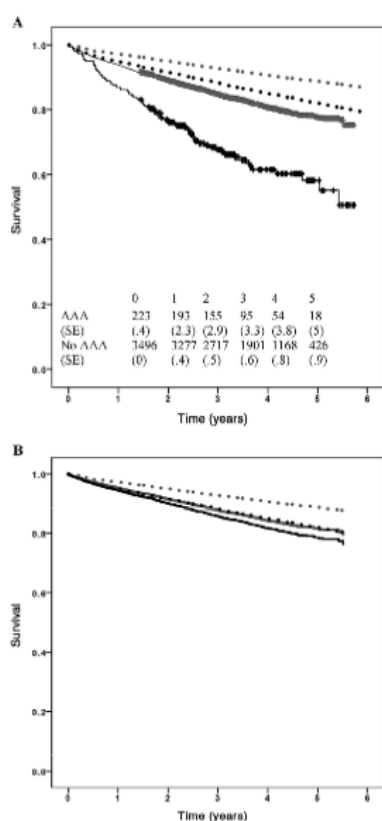 A
1.0
0.8
0.6
0.4
0.2
0.0
Survival
0 1 2 3 4 5
AAA 223 193 155 95 54 18
(SE) (.4) (2.3) (2.9) (3.3) (3.8) (5)
No AAA 3496 3277 2717 1901 1168 426
(SE) (0) (.4) (.5) (.6) (.8) (.9)
0 1 2 3 4 5 6
Time (years)
B
1.0
0.8
0.6
0.4
0.2
0.0
Survival
0 1 2 3 4 5 6
Time (years)